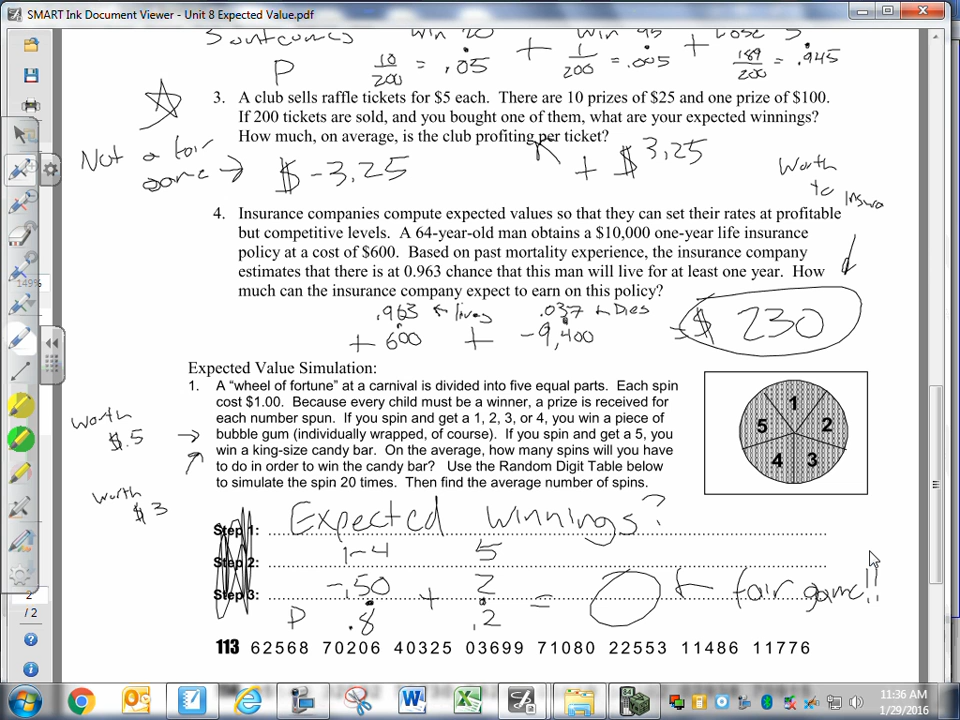 SMART Ink Document Viewer - Unit 8 Expected Value.pdf
3 outcomes Win 20 + Win 95 + Lose 5
P 10/200 = .05 1/200 = .005 189/200 = .945
3. A club sells raffle tickets for $5 each. There are 10 prizes of $25 and one prize of $100.
If 200 tickets are sold, and you bought one of them, what are your expected winnings?
How much, on average, is the club profiting per ticket?
Not a fair
game → $ -3.25
+ $3.25
Worth
to
Insura
4. Insurance companies compute expected values so that they can set their rates at profitable
but competitive levels. A 64-year-old man obtains a $10,000 one-year life insurance
policy at a cost of $600. Based on past mortality experience, the insurance company
estimates that there is at 0.963 chance that this man will live for at least one year. How
much can the insurance company expect to earn on this policy?
149%
.963 ← lives .037 ← Dies
+ 600 + -9,400 = $ 230
Expected Value Simulation:
1. A “wheel of fortune” at a carnival is divided into five equal parts. Each spin
cost $1.00. Because every child must be a winner, a prize is received for
each number spun. If you spin and get a 1, 2, 3, or 4, you win a piece of
bubble gum (individually wrapped, of course). If you spin and get a 5, you
win a king-size candy bar. On the average, how many spins will you have
to do in order to win the candy bar? Use the Random Digit Table below
to simulate the spin 20 times. Then find the average number of spins.
1
2
3
4
5
Worth
$.5 →
Worth
$3
Step 1: Expected winnings?
1-4 5
Step 2:
Step 3: -.50 + 2 = 0 ← fair game!!
P .8 .2
2
/ 2
113 62568 70206 40325 03699 71080 22553 11486 11776
11:36 AM
1/29/2016